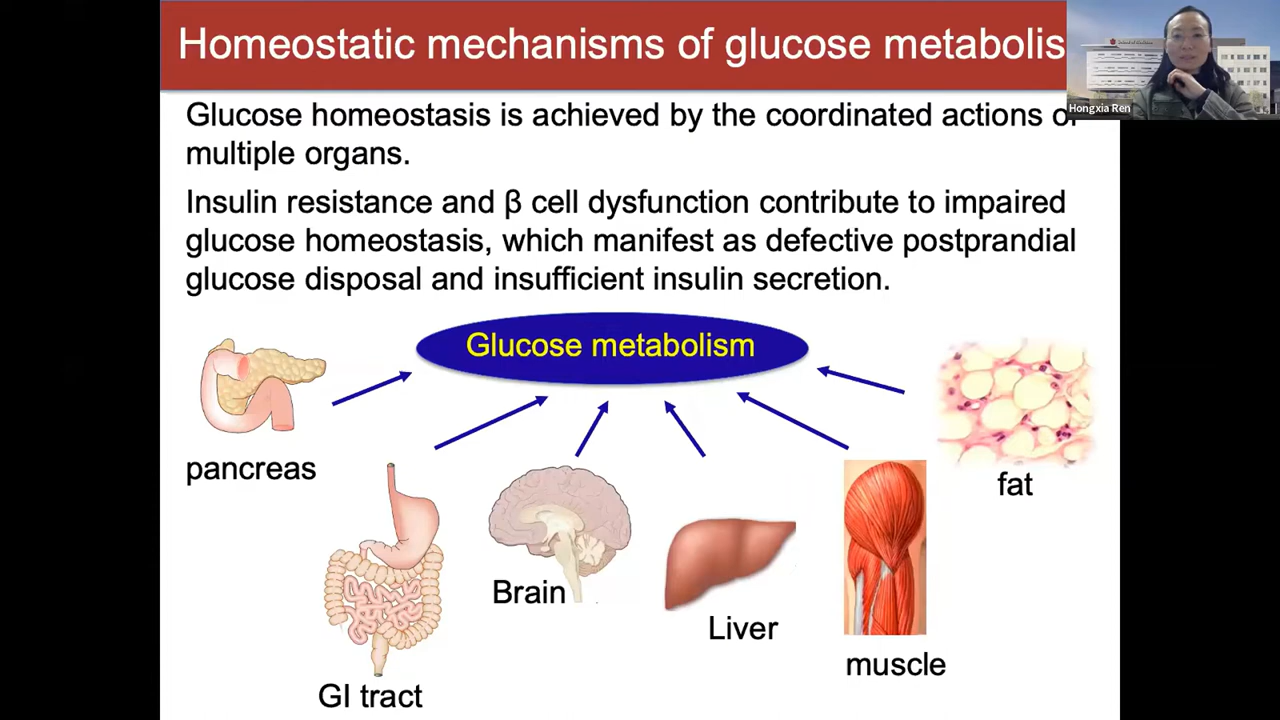 Homeostatic mechanisms of glucose metabolis
Hongxia Ren
Glucose homeostasis is achieved by the coordinated actions of
multiple organs.
Insulin resistance and β cell dysfunction contribute to impaired
glucose homeostasis, which manifest as defective postprandial
glucose disposal and insufficient insulin secretion.
Glucose metabolism
pancreas
fat
Brain
Liver
muscle
GI tract